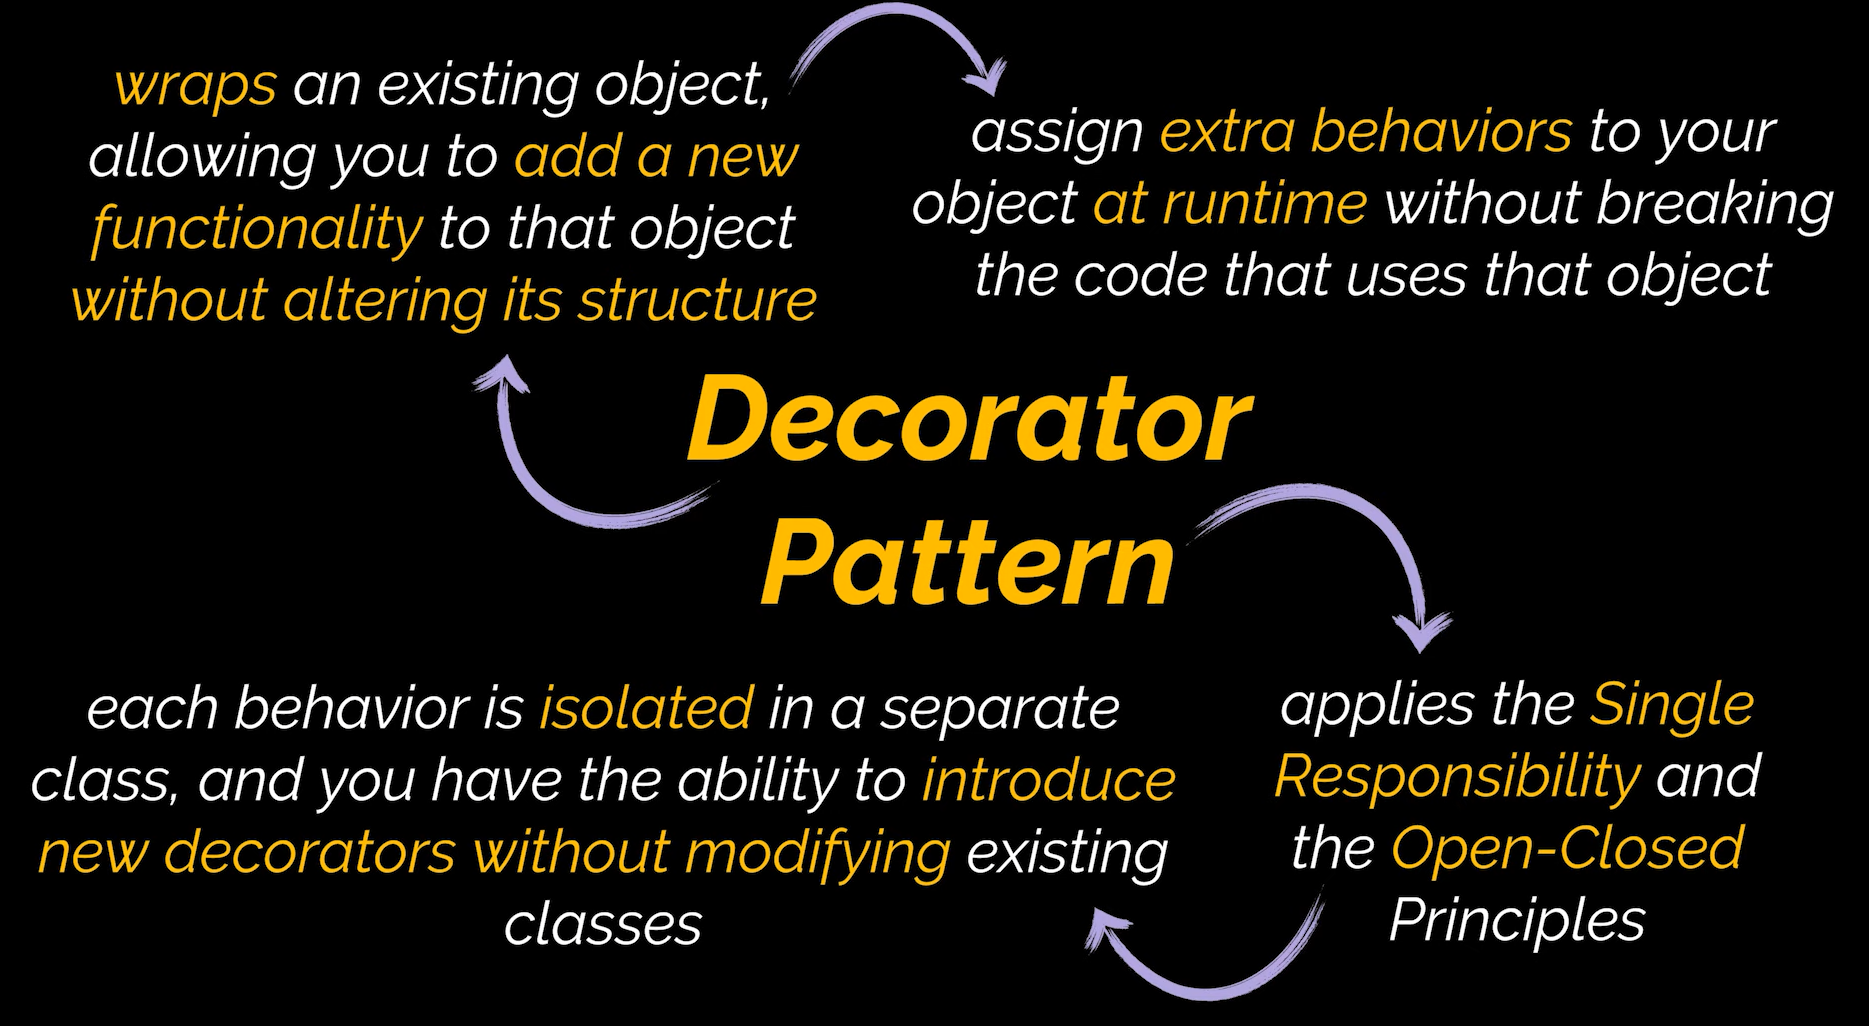 wraps an existing object,
allowing you to add a new
functionality to that object
without altering its structure
assign extra behaviors to your
object at runtime without breaking
the code that uses that object
Decorator
Pattern
each behavior is isolated in a separate
class, and you have the ability to introduce
new decorators without modifying existing
classes
applies the Single
Responsibility and
the Open-Closed
Principles